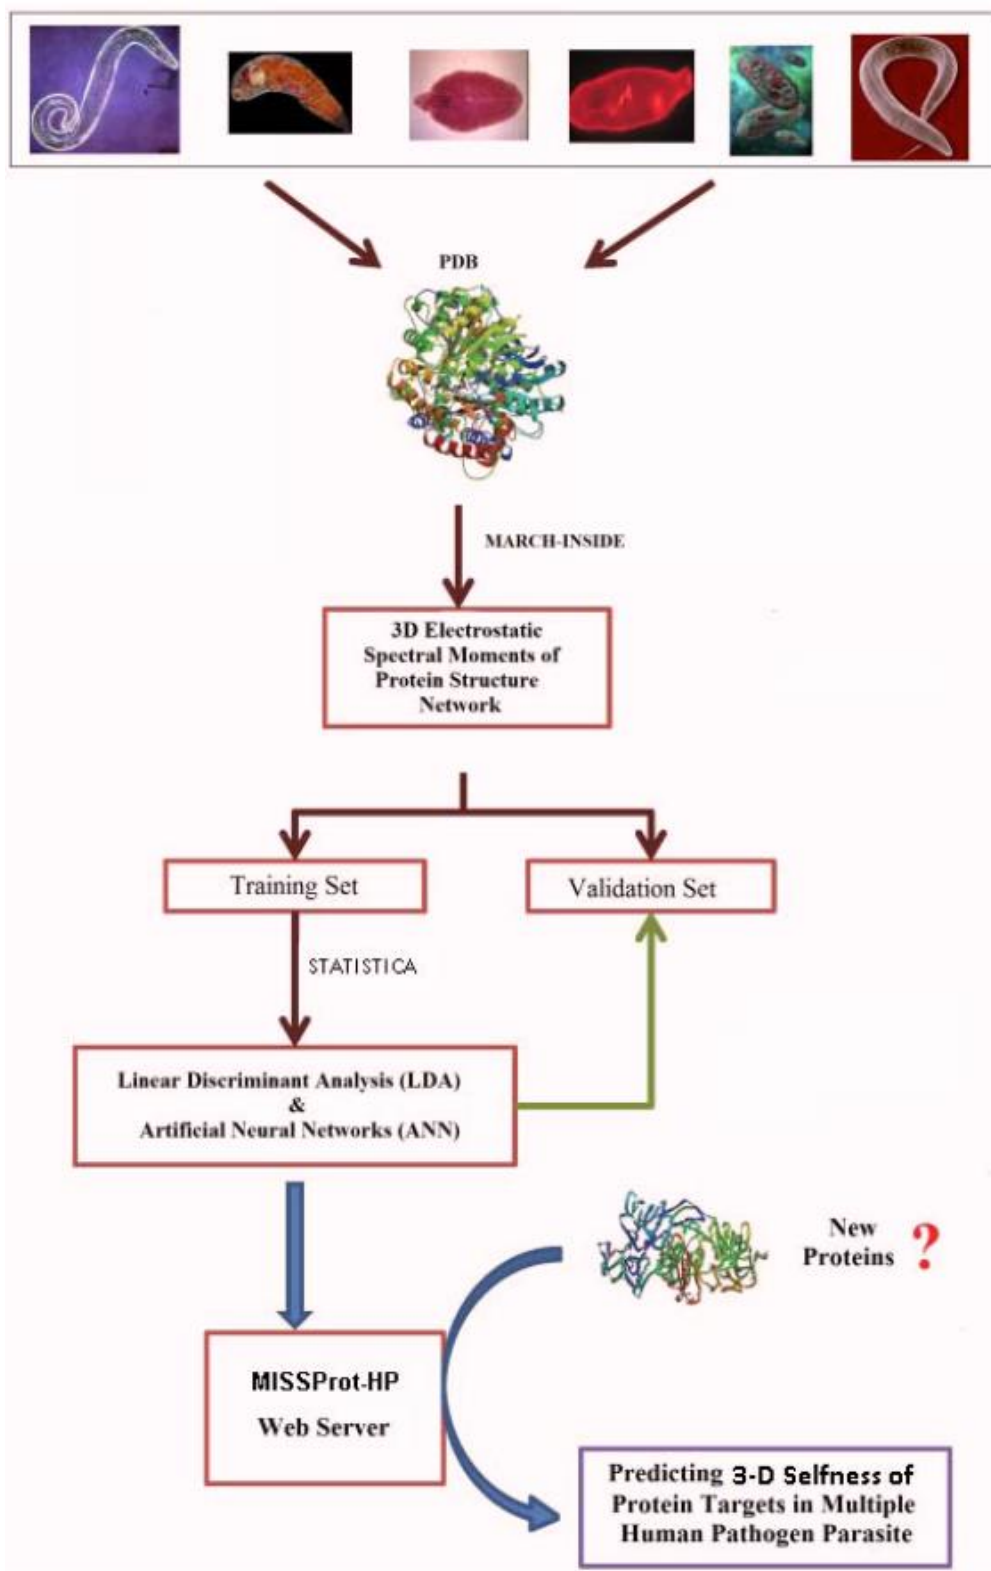 PDB
MARCH-INSIDE
3D Electrostatic
Spectral Moments of
Protein Structure
Network
Training Set
Validation Set
STATISTICA
Linear Discriminant Analysis (LDA)
&
Artificial Neural Networks (ANN)
New
Proteins ?
MISSProt-HP
Web Server
Predicting 3-D Selfness of
Protein Targets in Multiple
Human Pathogen Parasite